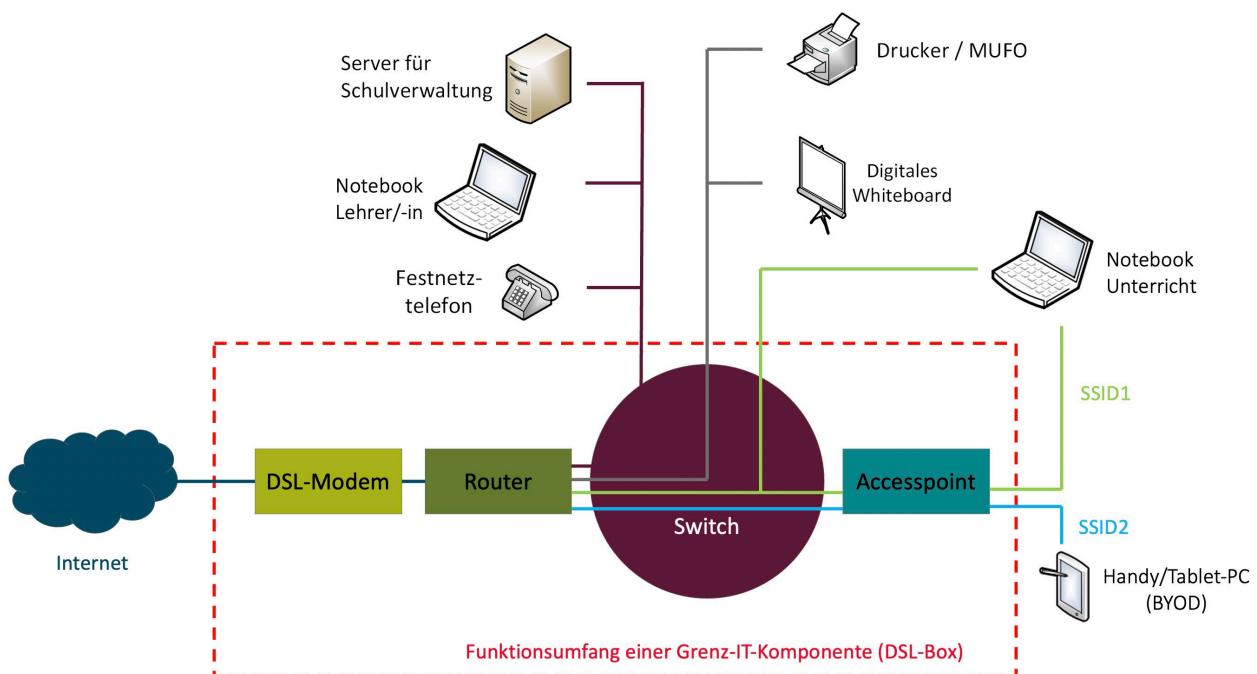 Server für
Schulverwaltung
Drucker / MUFO
Notebook
Lehrer/-in
Digitales
Whiteboard
Festnetz-
telefon
Notebook
Unterricht
SSID1
DSL-Modem
Router
Accesspoint
Switch
SSID2
Internet
Handy/Tablet-PC
(BYOD)
Funktionsumfang einer Grenz-IT-Komponente (DSL-Box)